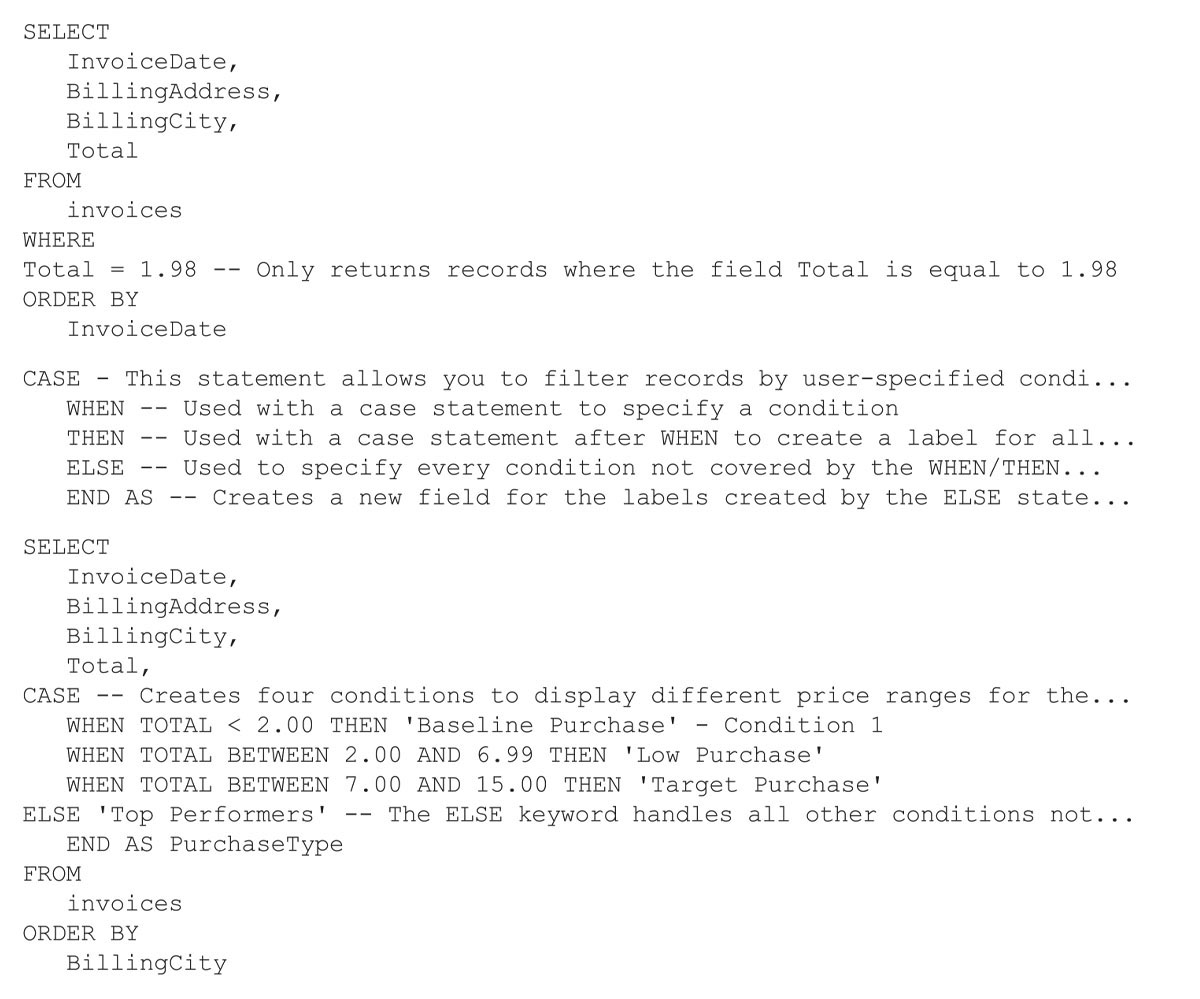 SELECT
InvoiceDate,
BillingAddress,
BillingCity,
Total
FROM
invoices
WHERE
Total = 1.98 -- Only returns records where the field Total is equal to 1.98
ORDER BY
InvoiceDate
CASE - This statement allows you to filter records by user-specified condi...
WHEN -- Used with a case statement to specify a condition
THEN -- Used with a case statement after WHEN to create a label for all...
ELSE -- Used to specify every condition not covered by the WHEN/THEN...
END AS -- Creates a new field for the labels created by the ELSE state...
SELECT
InvoiceDate,
BillingAddress,
BillingCity,
Total,
CASE -- Creates four conditions to display different price ranges for the...
WHEN TOTAL < 2.00 THEN 'Baseline Purchase' - Condition 1
WHEN TOTAL BETWEEN 2.00 AND 6.99 THEN 'Low Purchase'
WHEN TOTAL BETWEEN 7.00 AND 15.00 THEN 'Target Purchase'
ELSE 'Top Performers' -- The ELSE keyword handles all other conditions not...
END AS PurchaseType
FROM
invoices
ORDER BY
BillingCity